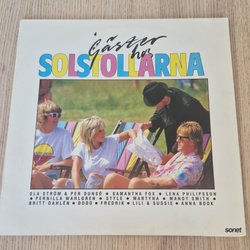 Gäster hos
SOLSTOLLARNA
OLA STRÖM & PER DUNSÖ • SAMANTHA FOX • LENA PHILIPSSON
• PERNILLA WAHLGREN • STYLE • MARTYNA • MANDY SMITH •
BRITT DAHLÉN • DODO • FREDRIK • LILI & SUSSIE • ANNA BOOK
sonet